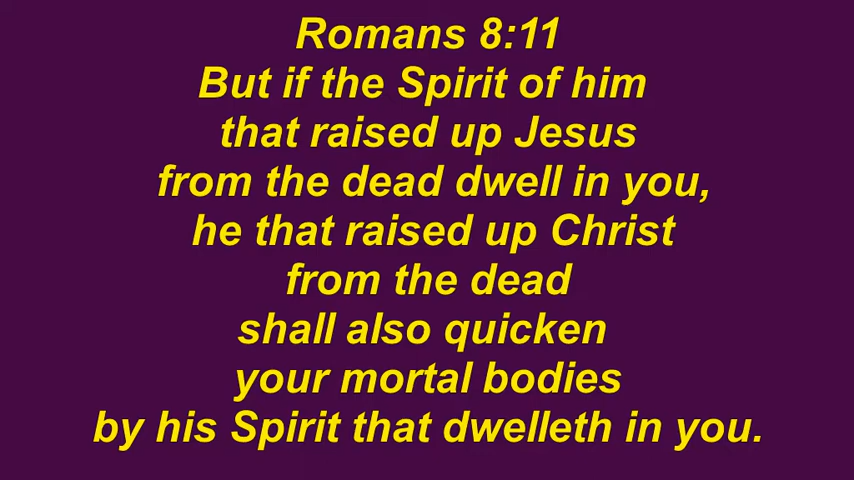 Romans 8:11
But if the Spirit of him
that raised up Jesus
from the dead dwell in you,
he that raised up Christ
from the dead
shall also quicken
your mortal bodies
by his Spirit that dwelleth in you.